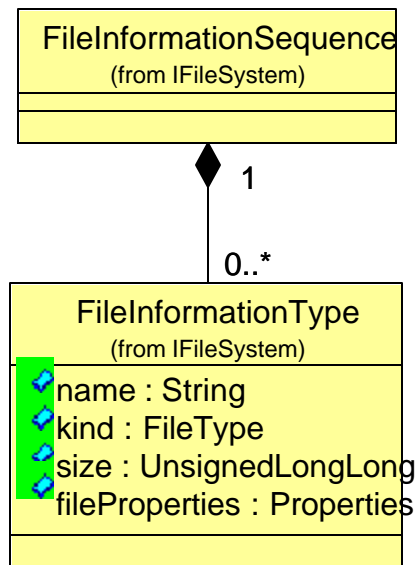 FileInformationSequence
(from IFileSystem)
1
0..*
FileInformationType
(from IFileSystem)
name : String
kind : FileType
size : UnsignedLongLong
fileProperties : Properties